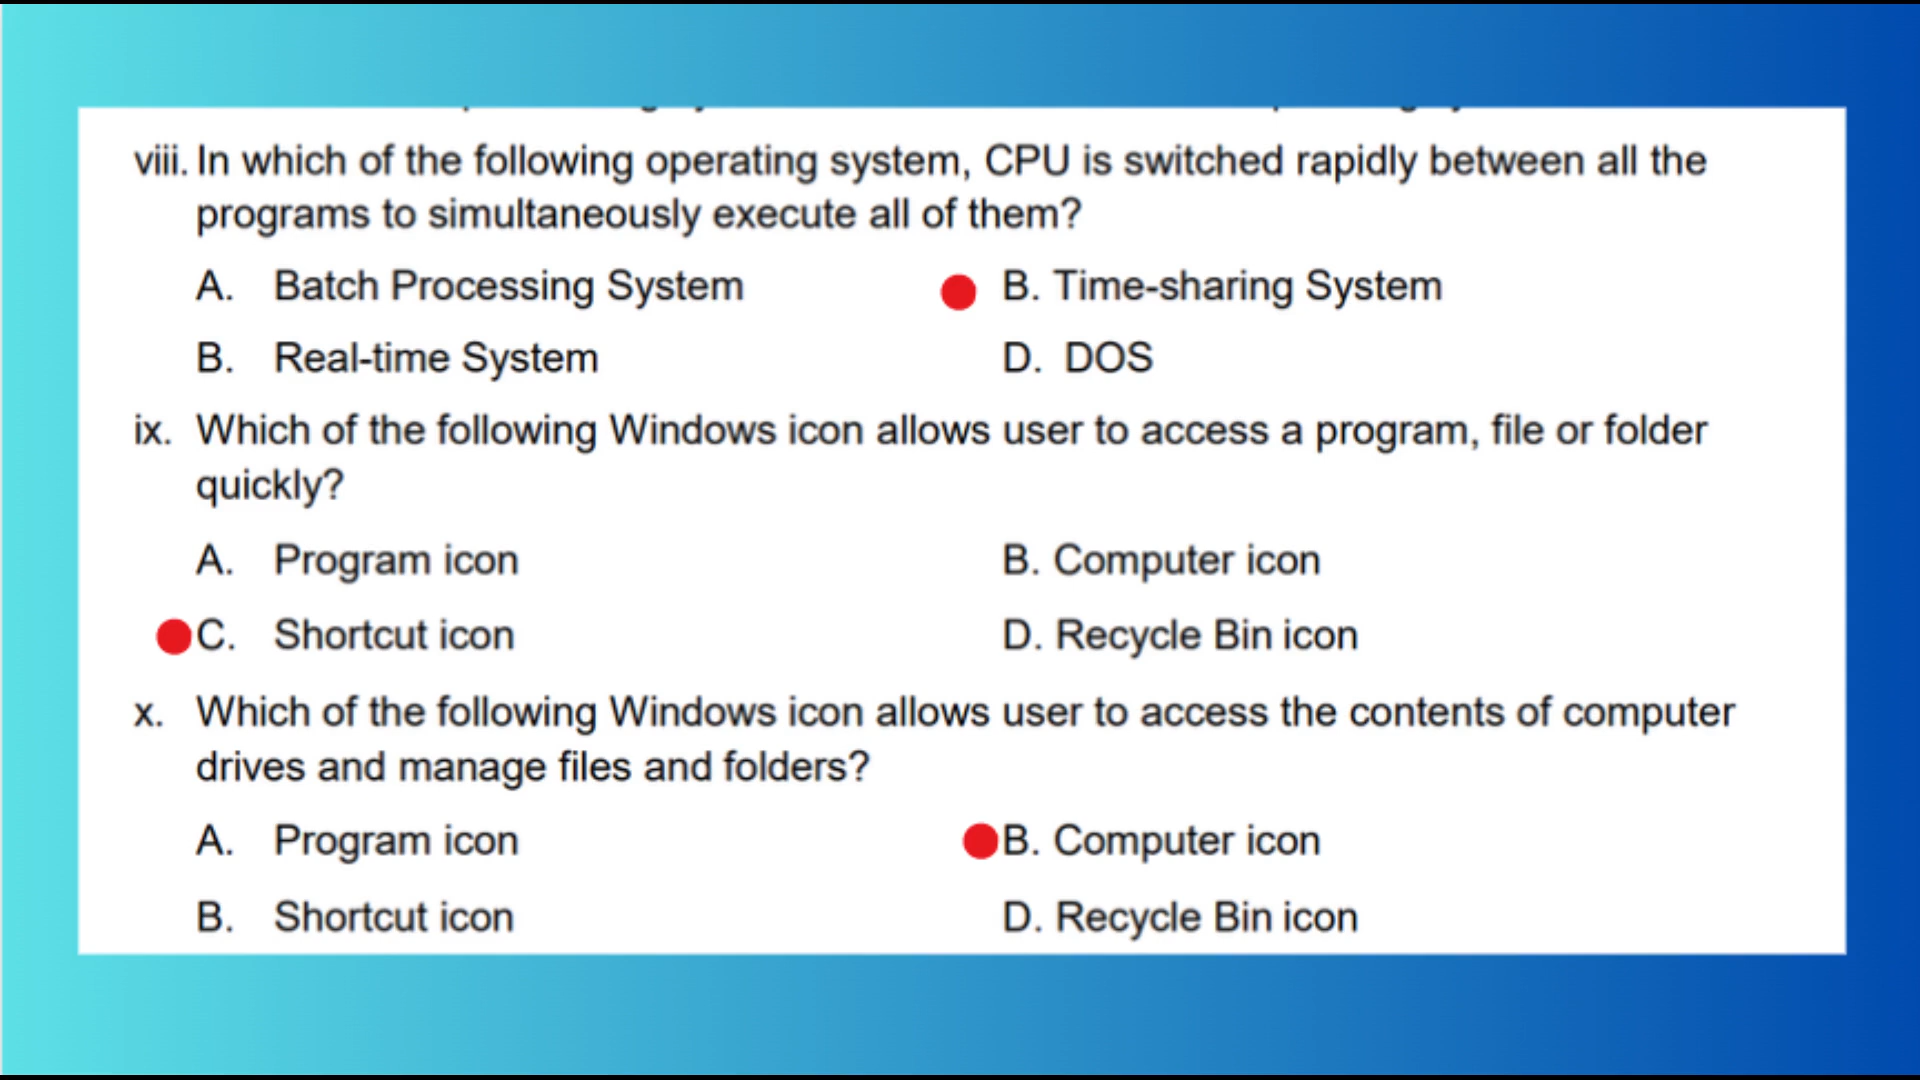 viii. In which of the following operating system, CPU is switched rapidly between all the
programs to simultaneously execute all of them?
A. Batch Processing System B. Time-sharing System
B. Real-time System D. DOS
ix. Which of the following Windows icon allows user to access a program, file or folder
quickly?
A. Program icon B. Computer icon
C. Shortcut icon D. Recycle Bin icon
x. Which of the following Windows icon allows user to access the contents of computer
drives and manage files and folders?
A. Program icon B. Computer icon
B. Shortcut icon D. Recycle Bin icon